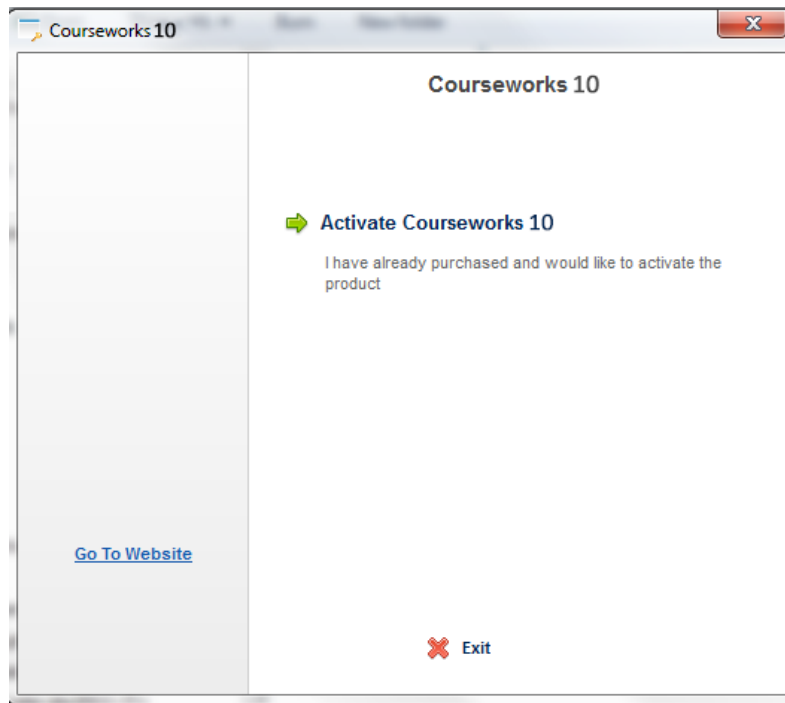 Courseworks 10
Courseworks 10
Activate Courseworks 10
I have already purchased and would like to activate the
product
Go To Website
Exit